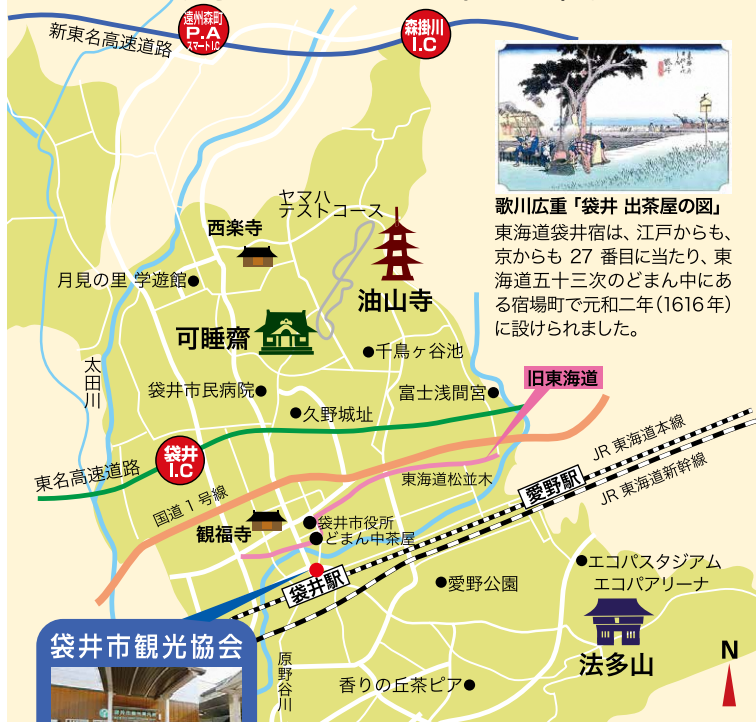 遠州森町
P.A
スマートI.C
森掛川
I.C
新東名高速道路
歌川広重「袋井 出茶屋の図」
東海道袋井宿は、江戸からも、
京からも 27 番目に当たり、東
海道五十三次のどまん中にあ
る宿場町で元和二年（1616年）
に設けられました。
ヤマハ
テストコース
西楽寺
月見の里 学遊館
油山寺
可睡齋
千鳥ヶ谷池
太田川
袋井市民病院
富士浅間宮
旧東海道
久野城址
袋井
I.C
東名高速道路
JR 東海道本線
国道1号線
東海道松並木
愛野駅
JR 東海道新幹線
観福寺
袋井市役所
どまん中茶屋
袋井駅
愛野公園
エコパスタジアム
エコパアリーナ
袋井市観光協会
法多山
N
原野谷川
香りの丘茶ピア